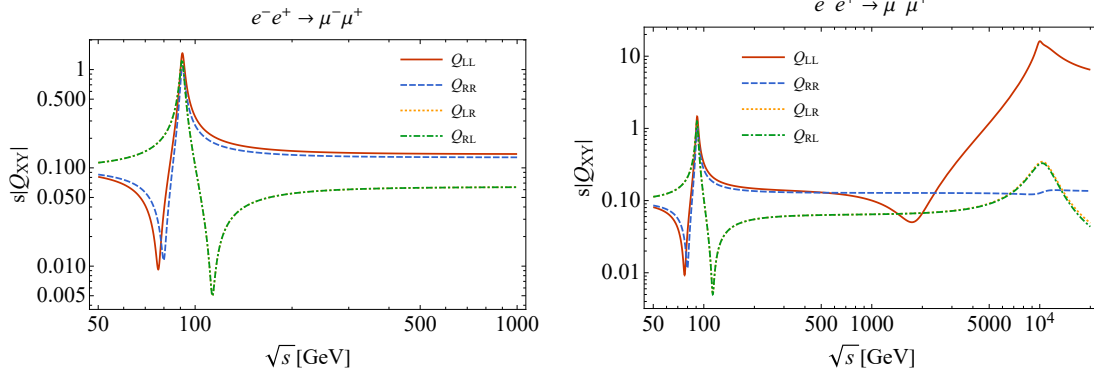 e⁻e⁺ → μ⁻μ⁺
s|Q_XY|
1
0.500
0.100
0.050
0.010
0.005
50
100
500
1000
√s [GeV]
Q_LL
Q_RR
Q_LR
Q_RL
e e → μ μ
s|Q_XY|
10
1
0.10
0.01
50
100
500
1000
5000
10⁴
√s [GeV]
Q_LL
Q_RR
Q_LR
Q_RL